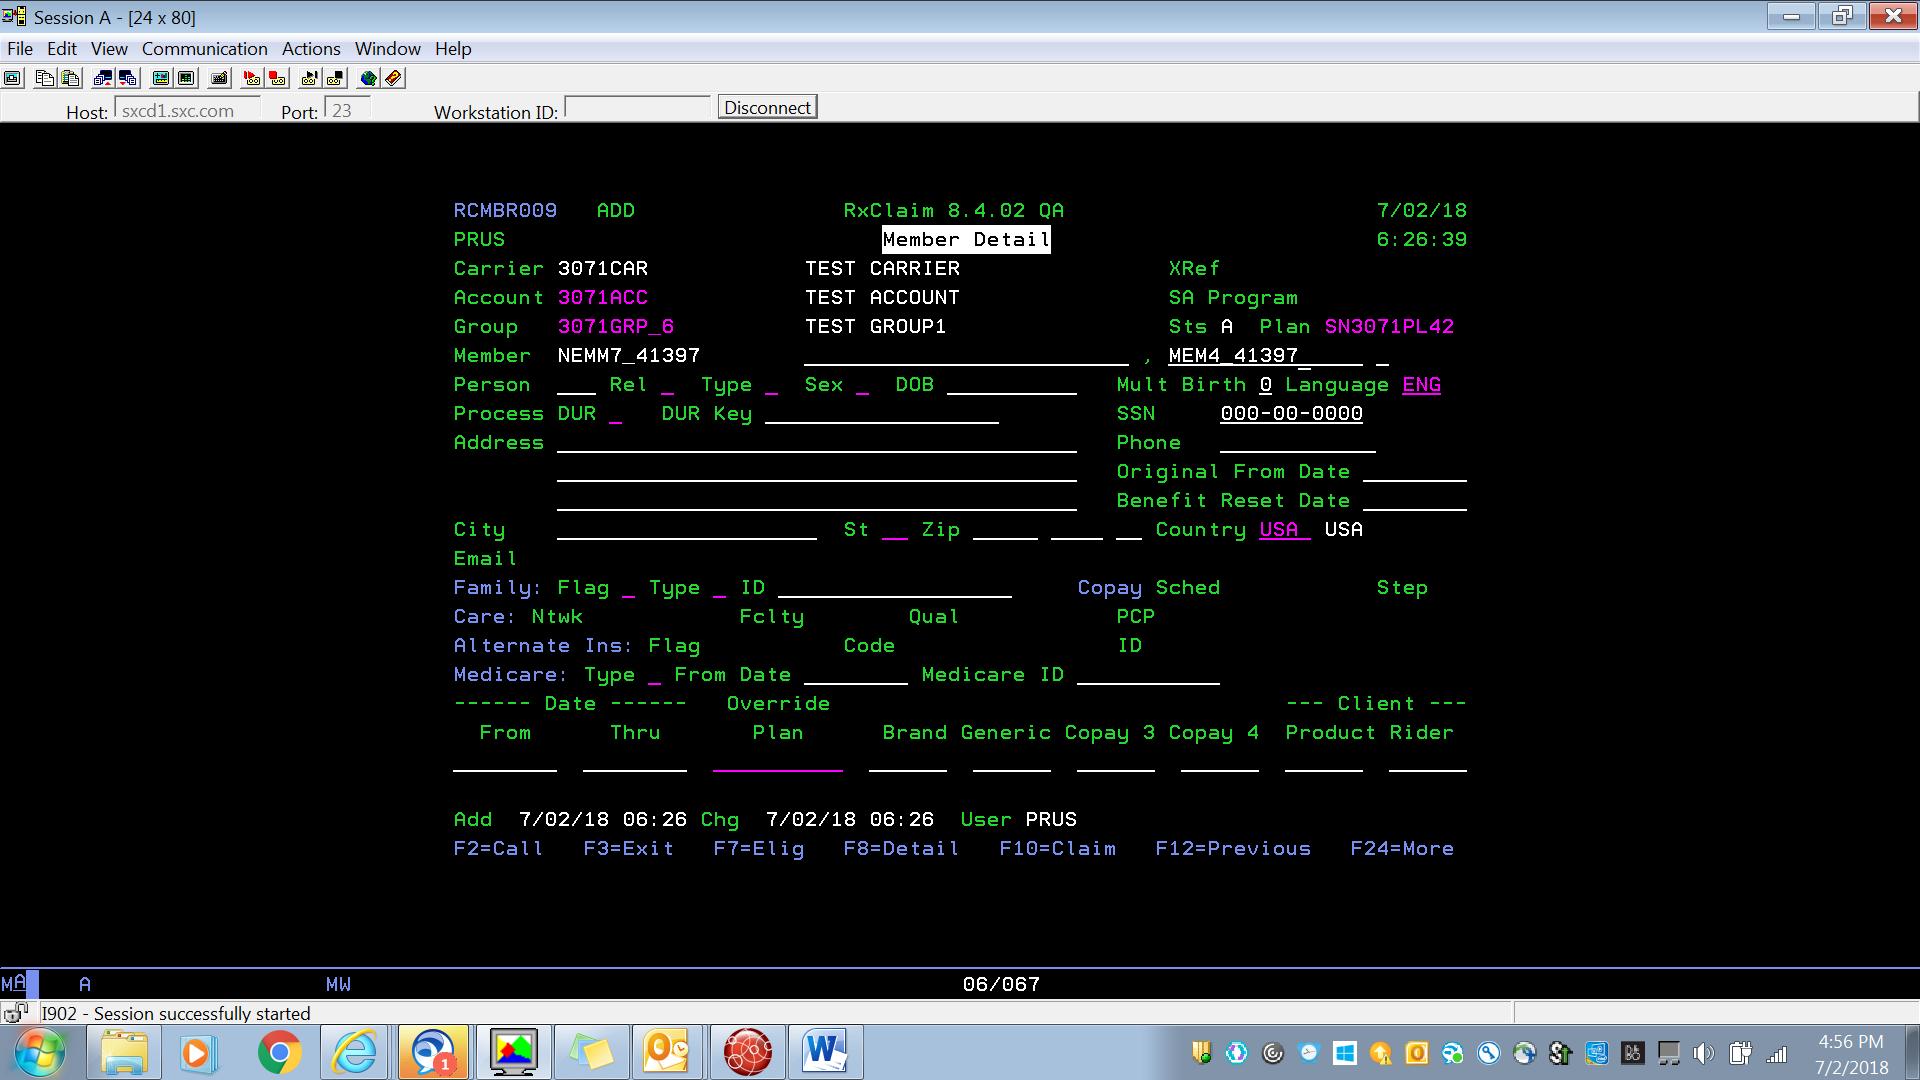 Session A - [24 x 80]
File Edit View Communication Actions Window Help
Host: sxcd1.sxc.com Port: 23 Workstation ID: Disconnect
RCMBR009 ADD RxClaim 8.4.02 QA 7/02/18
PRUS Member Detail 6:26:39
Carrier 3071CAR TEST CARRIER XRef
Account 3071ACC TEST ACCOUNT SA Program
Group 3071GRP_6 TEST GROUP1 Sts A Plan SN3071PL42
Member NEMM7_41397 , MEM4_41397
Person Rel Type Sex DOB Mult Birth 0 Language ENG
Process DUR DUR Key SSN 000-00-0000
Address Phone
Original From Date
Benefit Reset Date
City St Zip Country USA USA
Email
Family: Flag Type ID Copay Sched Step
Care: Ntwk Fclty Qual PCP
Alternate Ins: Flag Code ID
Medicare: Type From Date Medicare ID
------ Date ------ Override --- Client ---
From Thru Plan Brand Generic Copay 3 Copay 4 Product Rider
Add 7/02/18 06:26 Chg 7/02/18 06:26 User PRUS
F2=Call F3=Exit F7=Elig F8=Detail F10=Claim F12=Previous F24=More
MA A MW 06/067
I902 - Session successfully started
1
4:56 PM
7/2/2018